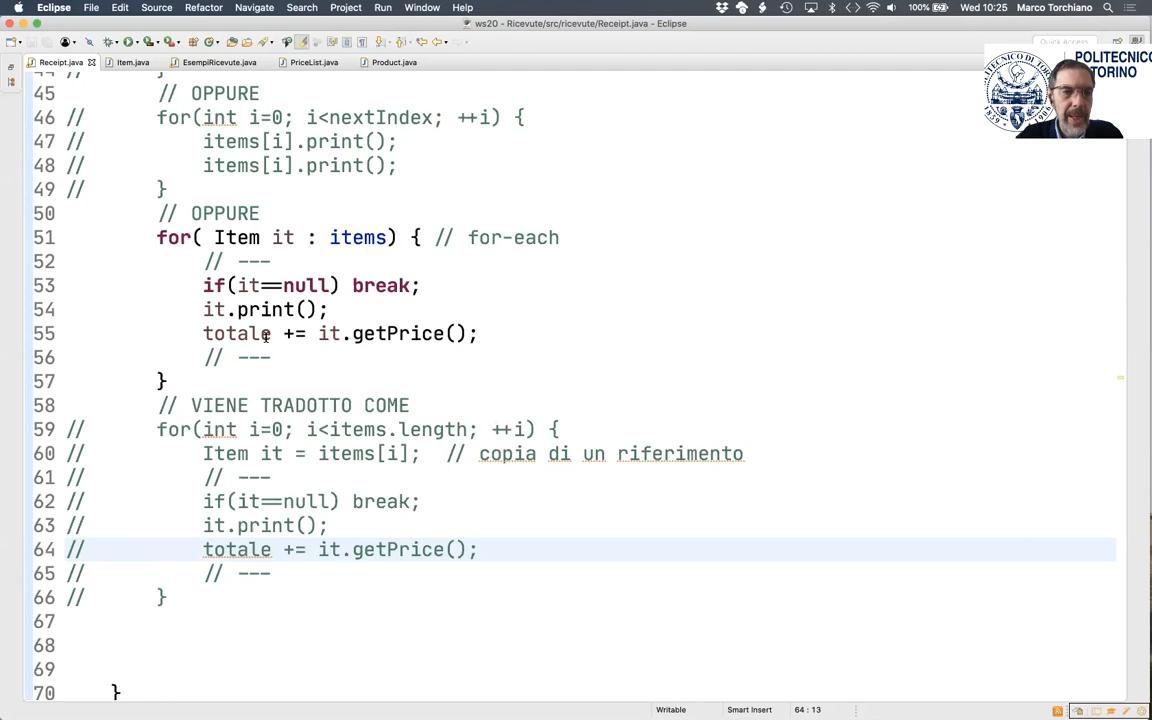 Eclipse File Edit Source Refactor Navigate Search Project Run Window Help 100% Wed 10:25 Marco Torchiano
ws20 - Ricevute/src/ricevute/Receipt.java - Eclipse
Quick Access
Receipt.java Item.java EsempiRicevute.java PriceList.java Product.java
POLITECNICO
TORINO
44 // }
45 // OPPURE
46 // for(int i=0; i<nextIndex; ++i) {
47 // items[i].print();
48 // items[i].print();
49 // }
50 // OPPURE
51 for( Item it : items) { // for-each
52 // ---
53 if(it==null) break;
54 it.print();
55 totale += it.getPrice();
56 // ---
57 }
58 // VIENE TRADOTTO COME
59 // for(int i=0; i<items.length; ++i) {
60 // Item it = items[i]; // copia di un riferimento
61 // // ---
62 // if(it==null) break;
63 // it.print();
64 // totale += it.getPrice();
65 // // ---
66 // }
67
68
69
70 }
Writable Smart Insert 64 : 13